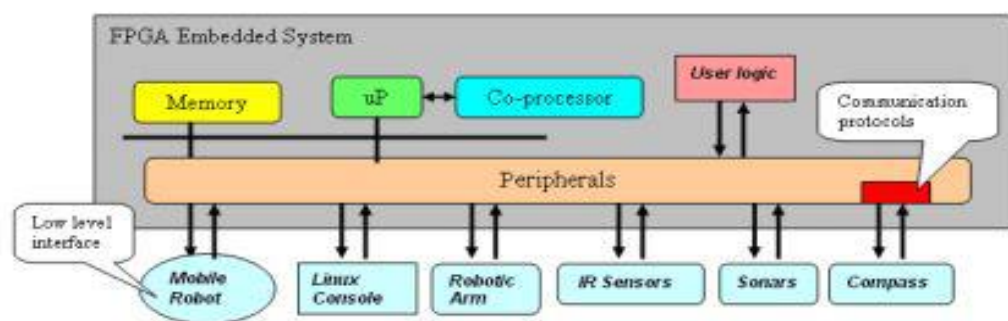 FPGA Embedded System
User logic
Memory
uP
Co-processor
Communication
protocols
Peripherals
Low level
interface
Mobile
Robot
Linux
Console
Robotic
Arm
IR Sensors
Sonars
Compass